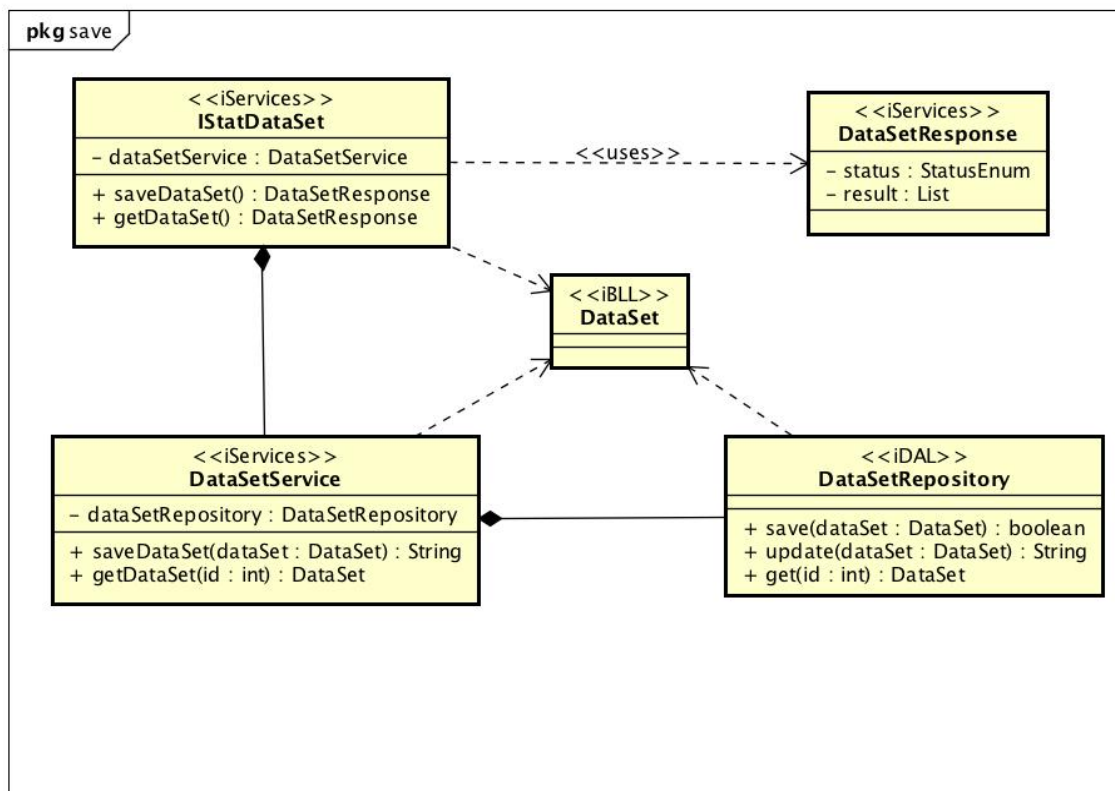 pkg save
<<iServices>>
IStatDataSet
– dataSetService : DataSetService
+ saveDataSet() : DataSetResponse
+ getDataSet() : DataSetResponse
<<uses>>
<<iServices>>
DataSetResponse
– status : StatusEnum
– result : List
<<iBLL>>
DataSet
<<iServices>>
DataSetService
– dataSetRepository : DataSetRepository
+ saveDataSet(dataSet : DataSet) : String
+ getDataSet(id : int) : DataSet
<<iDAL>>
DataSetRepository
+ save(dataSet : DataSet) : boolean
+ update(dataSet : DataSet) : String
+ get(id : int) : DataSet